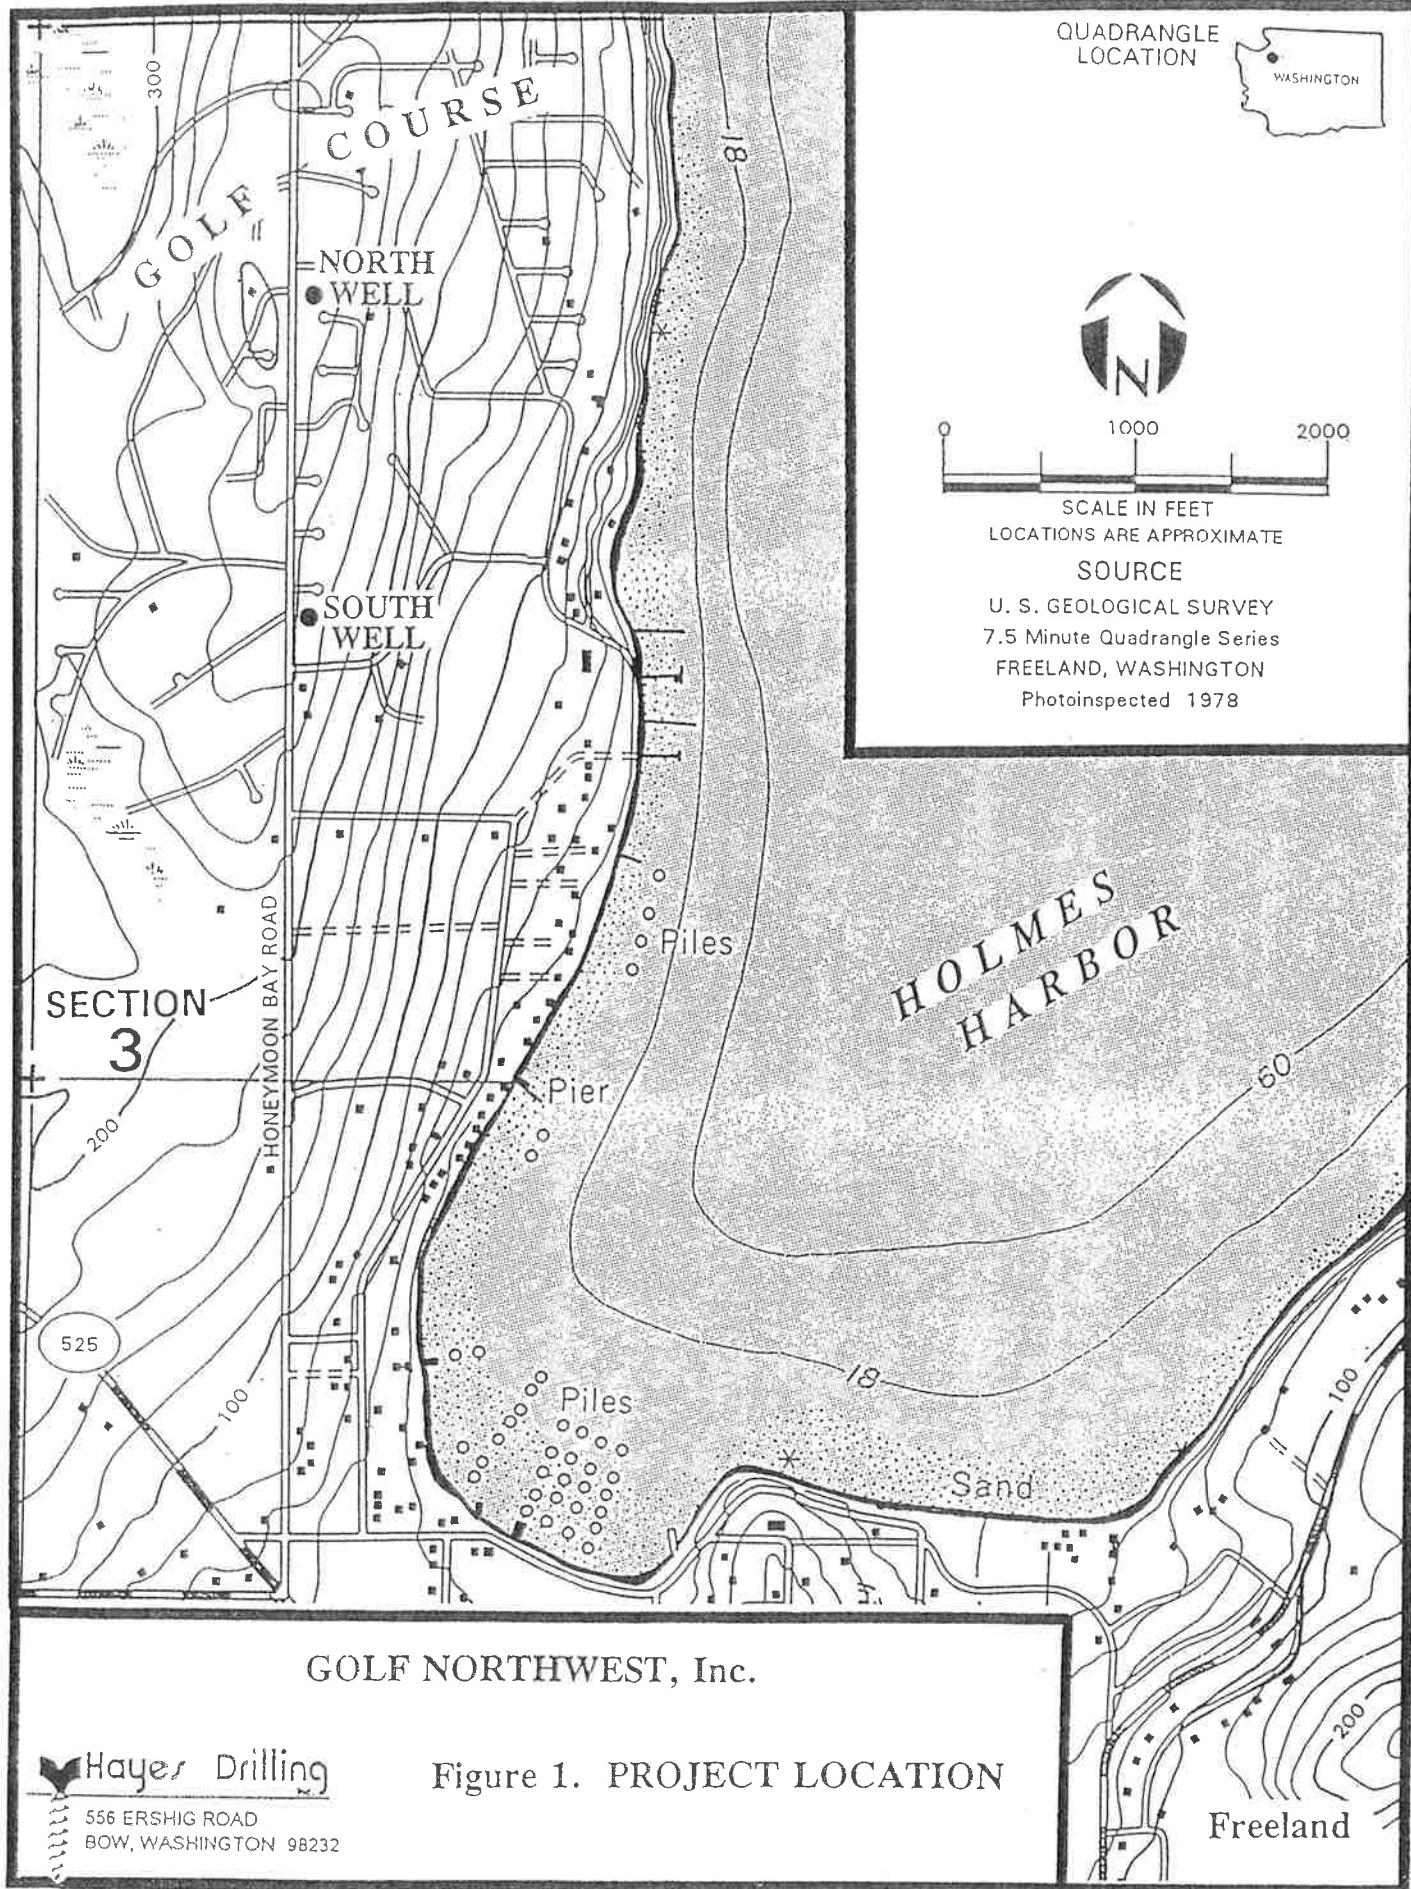 QUADRANGLE
LOCATION
WASHINGTON
300
GOLF COURSE
18
NORTH
WELL
N
0 1000 2000
SCALE IN FEET
LOCATIONS ARE APPROXIMATE
SOURCE
U. S. GEOLOGICAL SURVEY
7.5 Minute Quadrangle Series
FREELAND, WASHINGTON
Photoinspected 1978
SOUTH
WELL
HONEYMOON BAY ROAD
Piles
HOLMES
HARBOR
SECTION
3
60
Pier
200
525
18
100
Piles
100
Sand
200
Freeland
GOLF NORTHWEST, Inc.
Hayes Drilling
556 ERSHIG ROAD
BOW, WASHINGTON 98232
Figure 1. PROJECT LOCATION